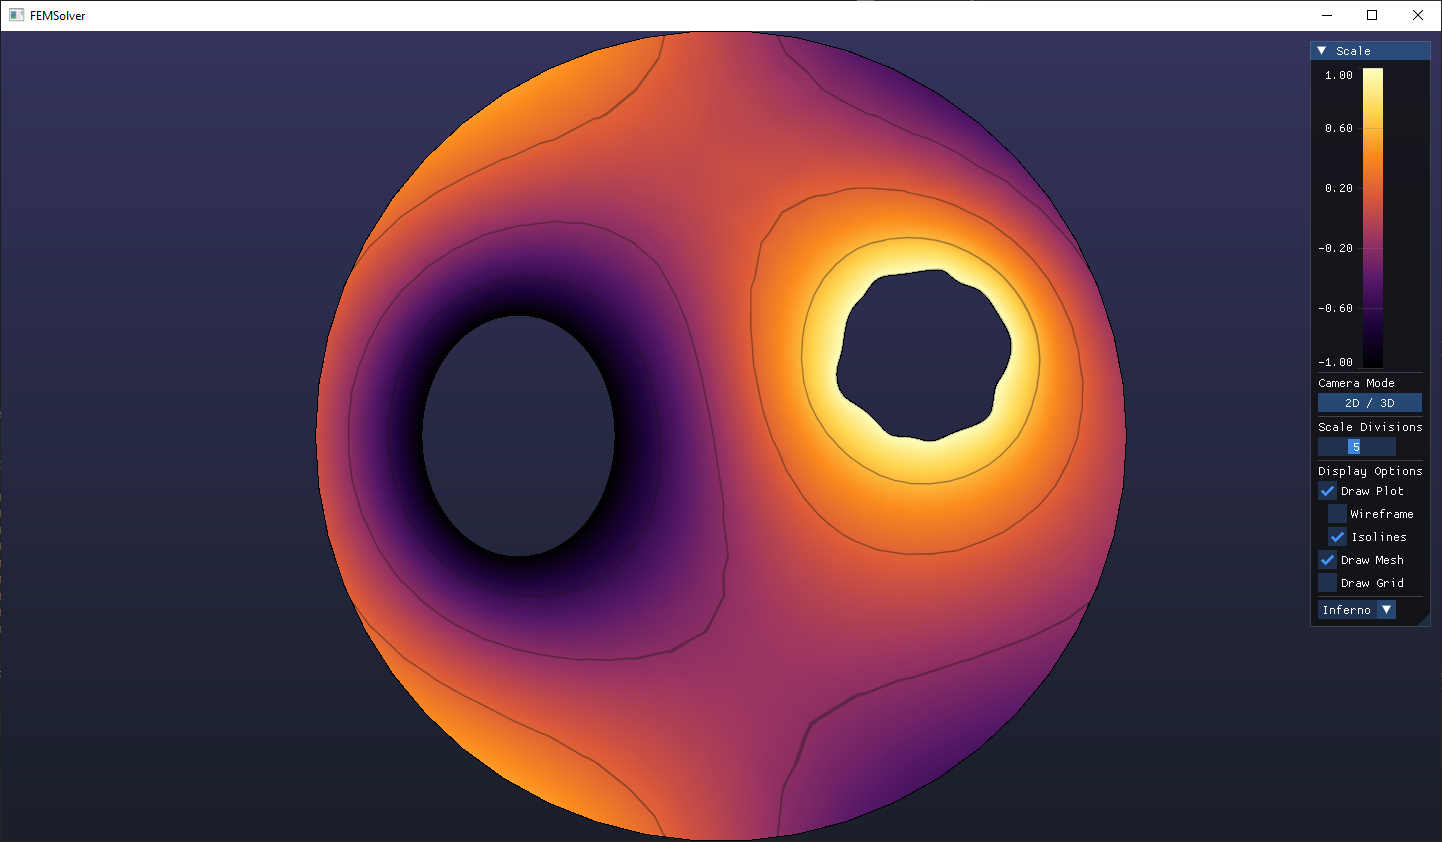 FEMSolver
Scale
1.00
0.60
0.20
-0.20
-0.60
-1.00
Camera Mode
2D / 3D
Scale Divisions
5
Display Options
Draw Plot
Wireframe
Isolines
Draw Mesh
Draw Grid
Inferno